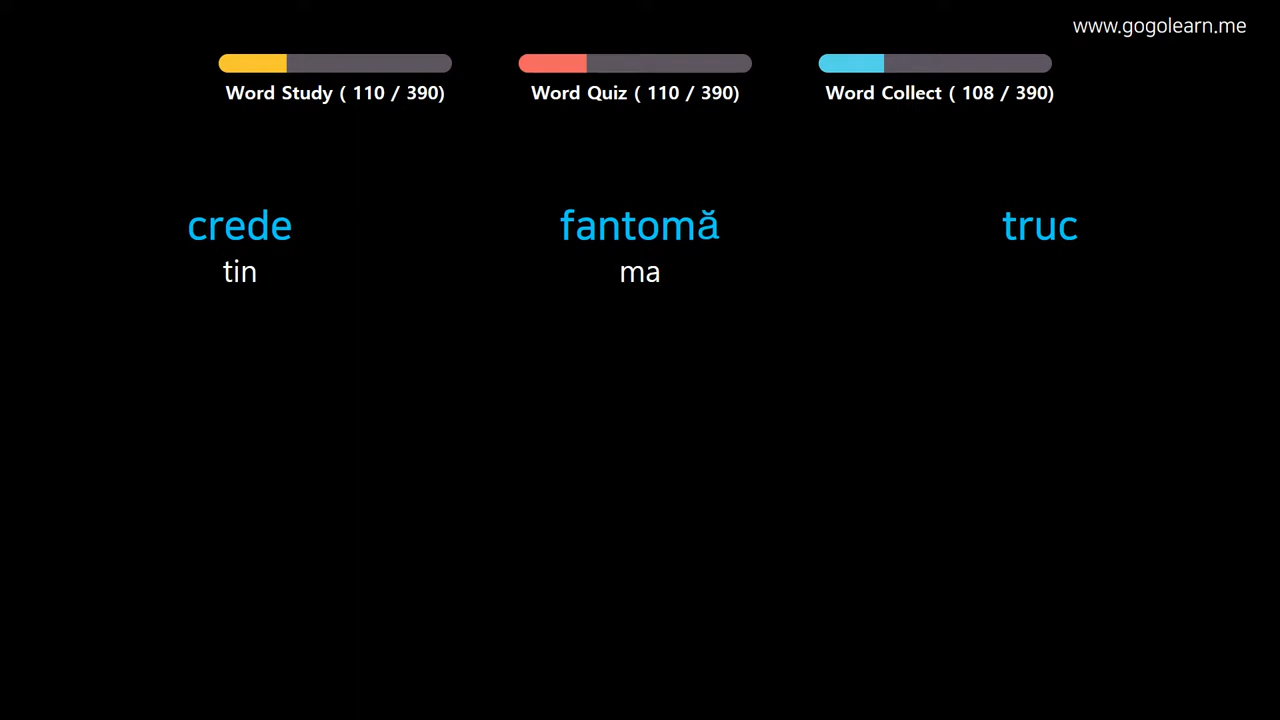 www.gogolearn.me
Word Study ( 110 / 390)
Word Quiz ( 110 / 390)
Word Collect ( 108 / 390)
crede
fantomă
truc
tin
ma